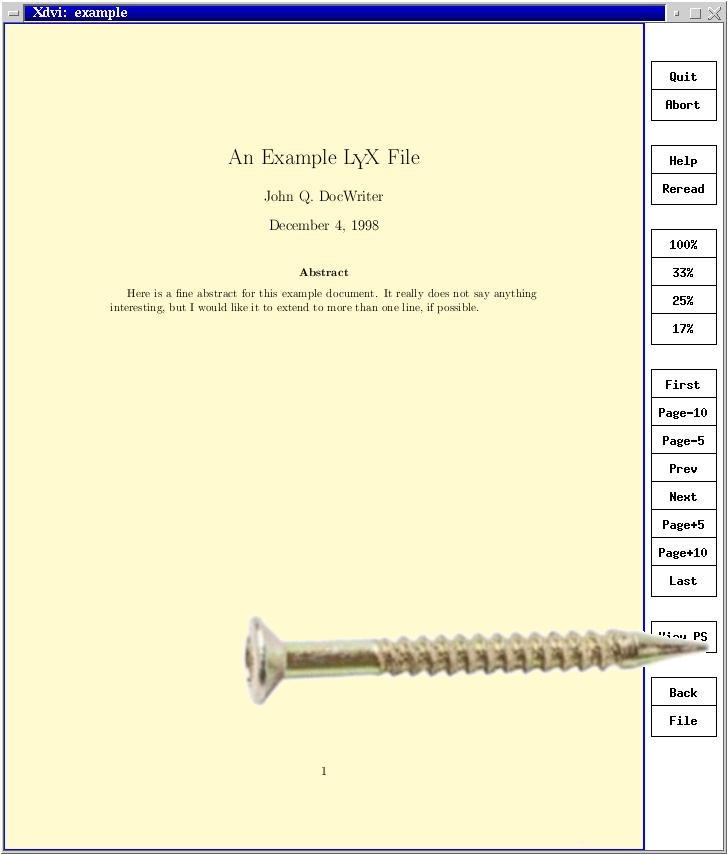 Xdvi: example
An Example LYX File
John Q. DocWriter
December 4, 1998
Abstract
Here is a fine abstract for this example document. It really does not say anything
interesting, but I would like it to extend to more than one line, if possible.
1
Quit
Abort
Help
Reread
100%
33%
25%
17%
First
Page-10
Page-5
Prev
Next
Page+5
Page+10
Last
View PS
Back
File